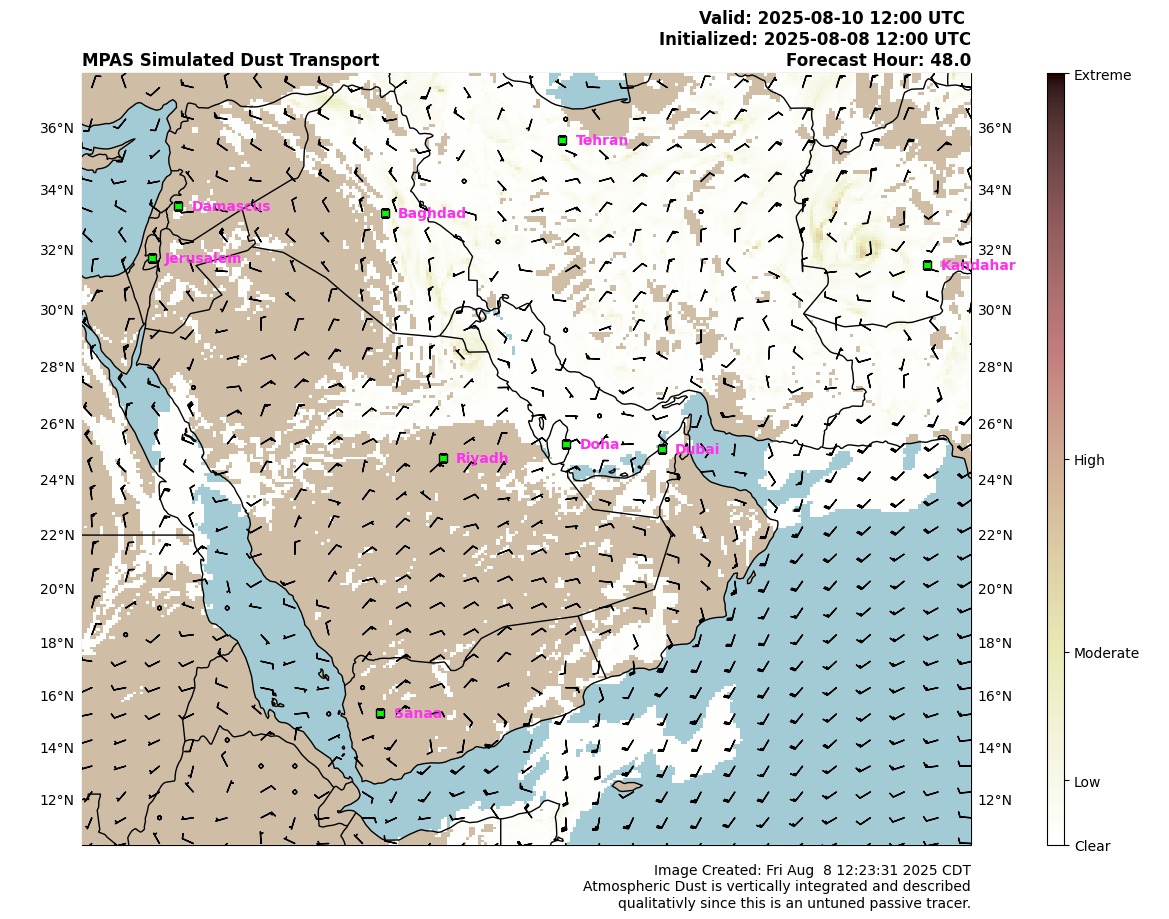 Valid: 2025-08-10 12:00 UTC
Initialized: 2025-08-08 12:00 UTC
MPAS Simulated Dust Transport Forecast Hour: 48.0
Extreme
36°N Tehran 36°N
34°N Damascus Baghdad 34°N
32°N Jerusalem 32°N Kandahar
30°N 30°N
28°N 28°N
26°N Doha Dubai 26°N
High
24°N Riyadh 24°N
22°N 22°N
20°N 20°N
18°N 18°N
Moderate
16°N Sanaa 16°N
14°N 14°N
Low
12°N 12°N
Clear
Image Created: Fri Aug  8 12:23:31 2025 CDT
Atmospheric Dust is vertically integrated and described
qualitativly since this is an untuned passive tracer.